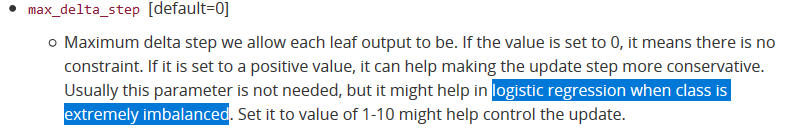 • max_delta_step [default=0]
○ Maximum delta step we allow each leaf output to be. If the value is set to 0, it means there is no
constraint. If it is set to a positive value, it can help making the update step more conservative.
Usually this parameter is not needed, but it might help in logistic regression when class is
extremely imbalanced. Set it to value of 1-10 might help control the update.